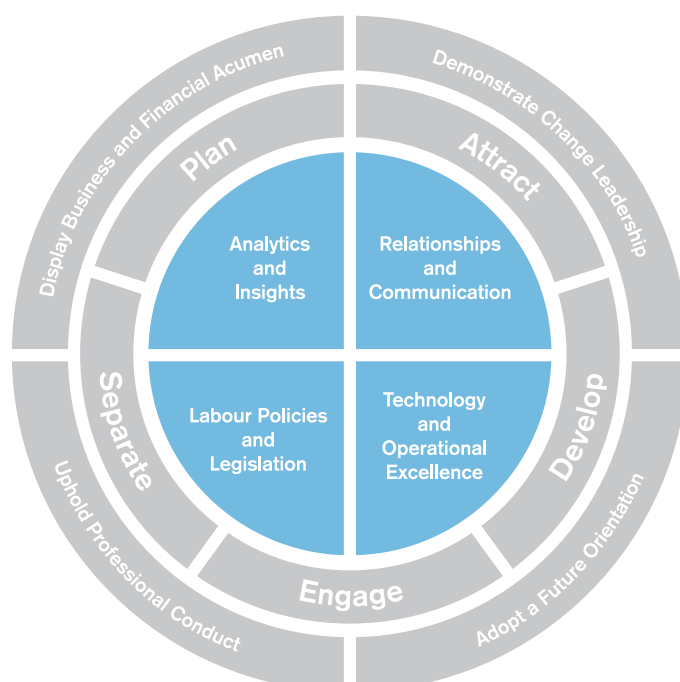 Display Business and Financial Acumen
Demonstrate Change Leadership
Plan
Attract
Analytics
and
Insights
Relationships
and
Communication
Separate
Develop
Labour Policies
and
Legislation
Technology
and
Operational
Excellence
Engage
Uphold Professional Conduct
Adopt a Future Orientation